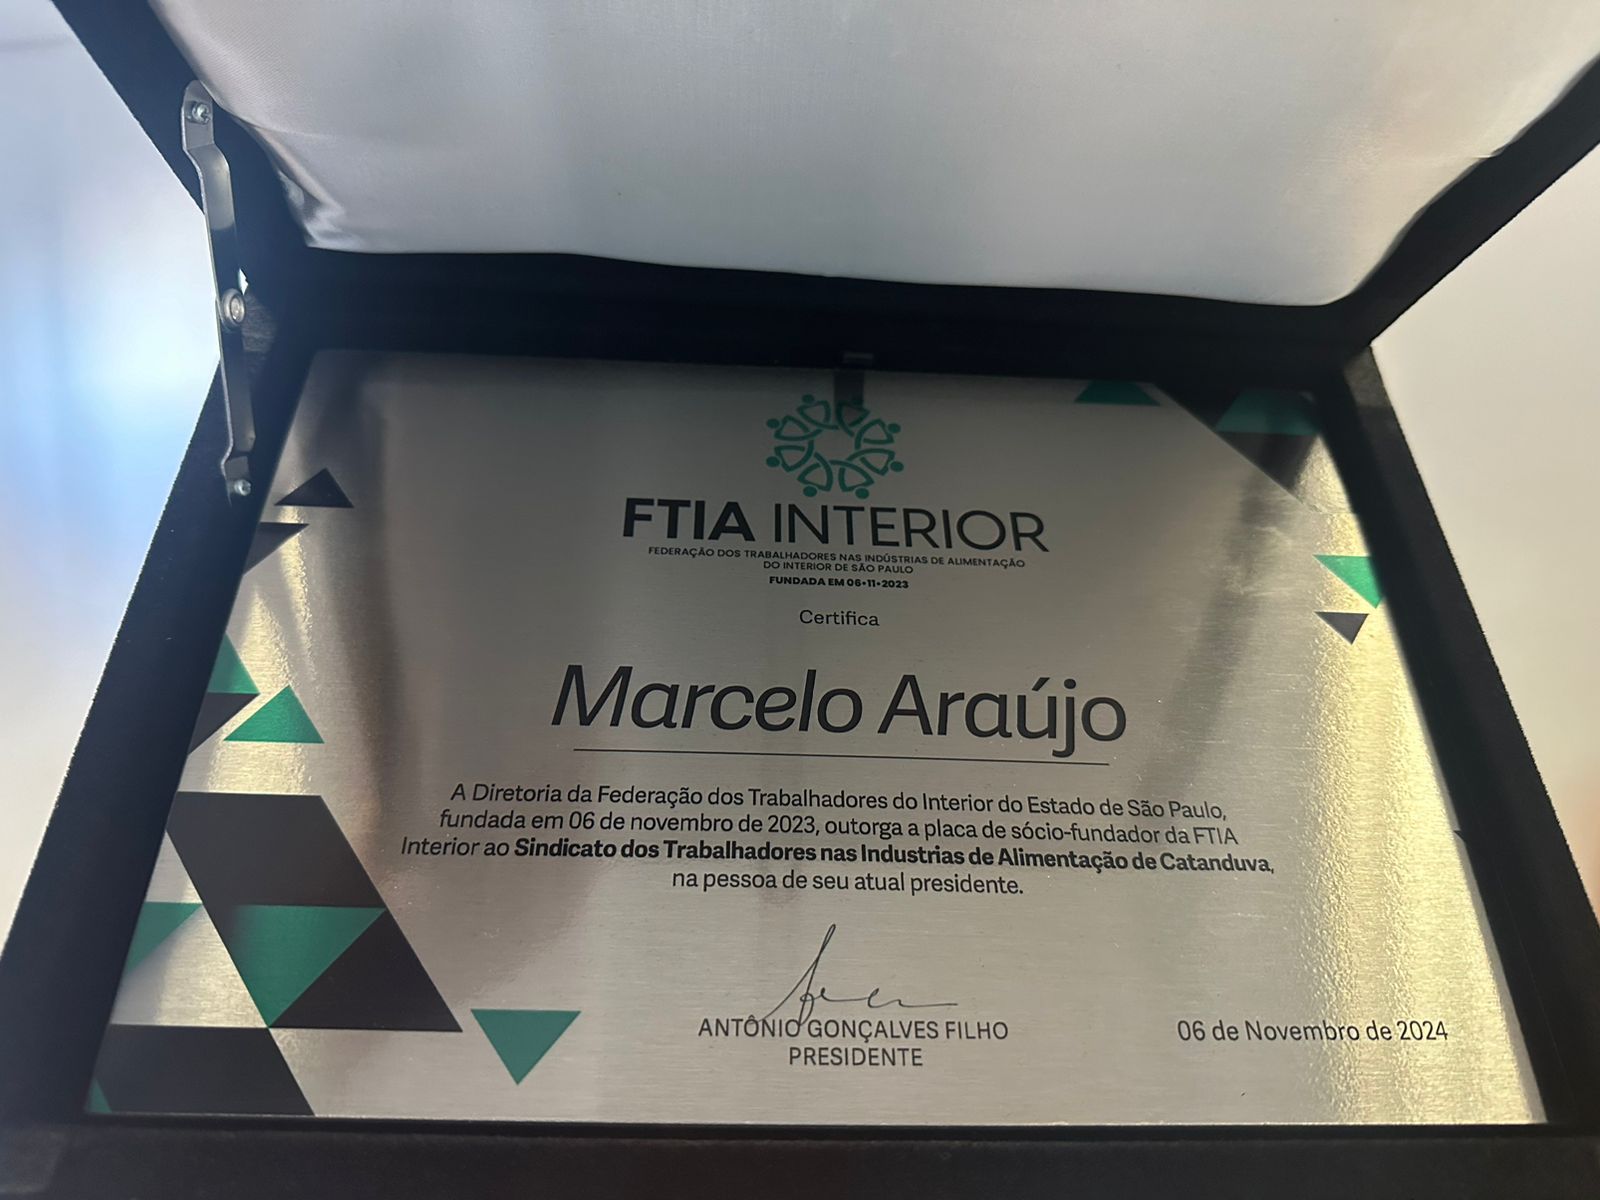 FTIA INTERIOR
FEDERAÇÃO DOS TRABALHADORES NAS INDÚSTRIAS DE ALIMENTAÇÃO
DO INTERIOR DE SÃO PAULO
FUNDADA EM 06•11•2023
Certifica
Marcelo Araújo
A Diretoria da Federação dos Trabalhadores do Interior do Estado de São Paulo,
fundada em 06 de novembro de 2023, outorga a placa de sócio-fundador da FTIA
Interior ao Sindicato dos Trabalhadores nas Industrias de Alimentação de Catanduva,
na pessoa de seu atual presidente.
ANTÔNIO GONÇALVES FILHO
PRESIDENTE
06 de Novembro de 2024